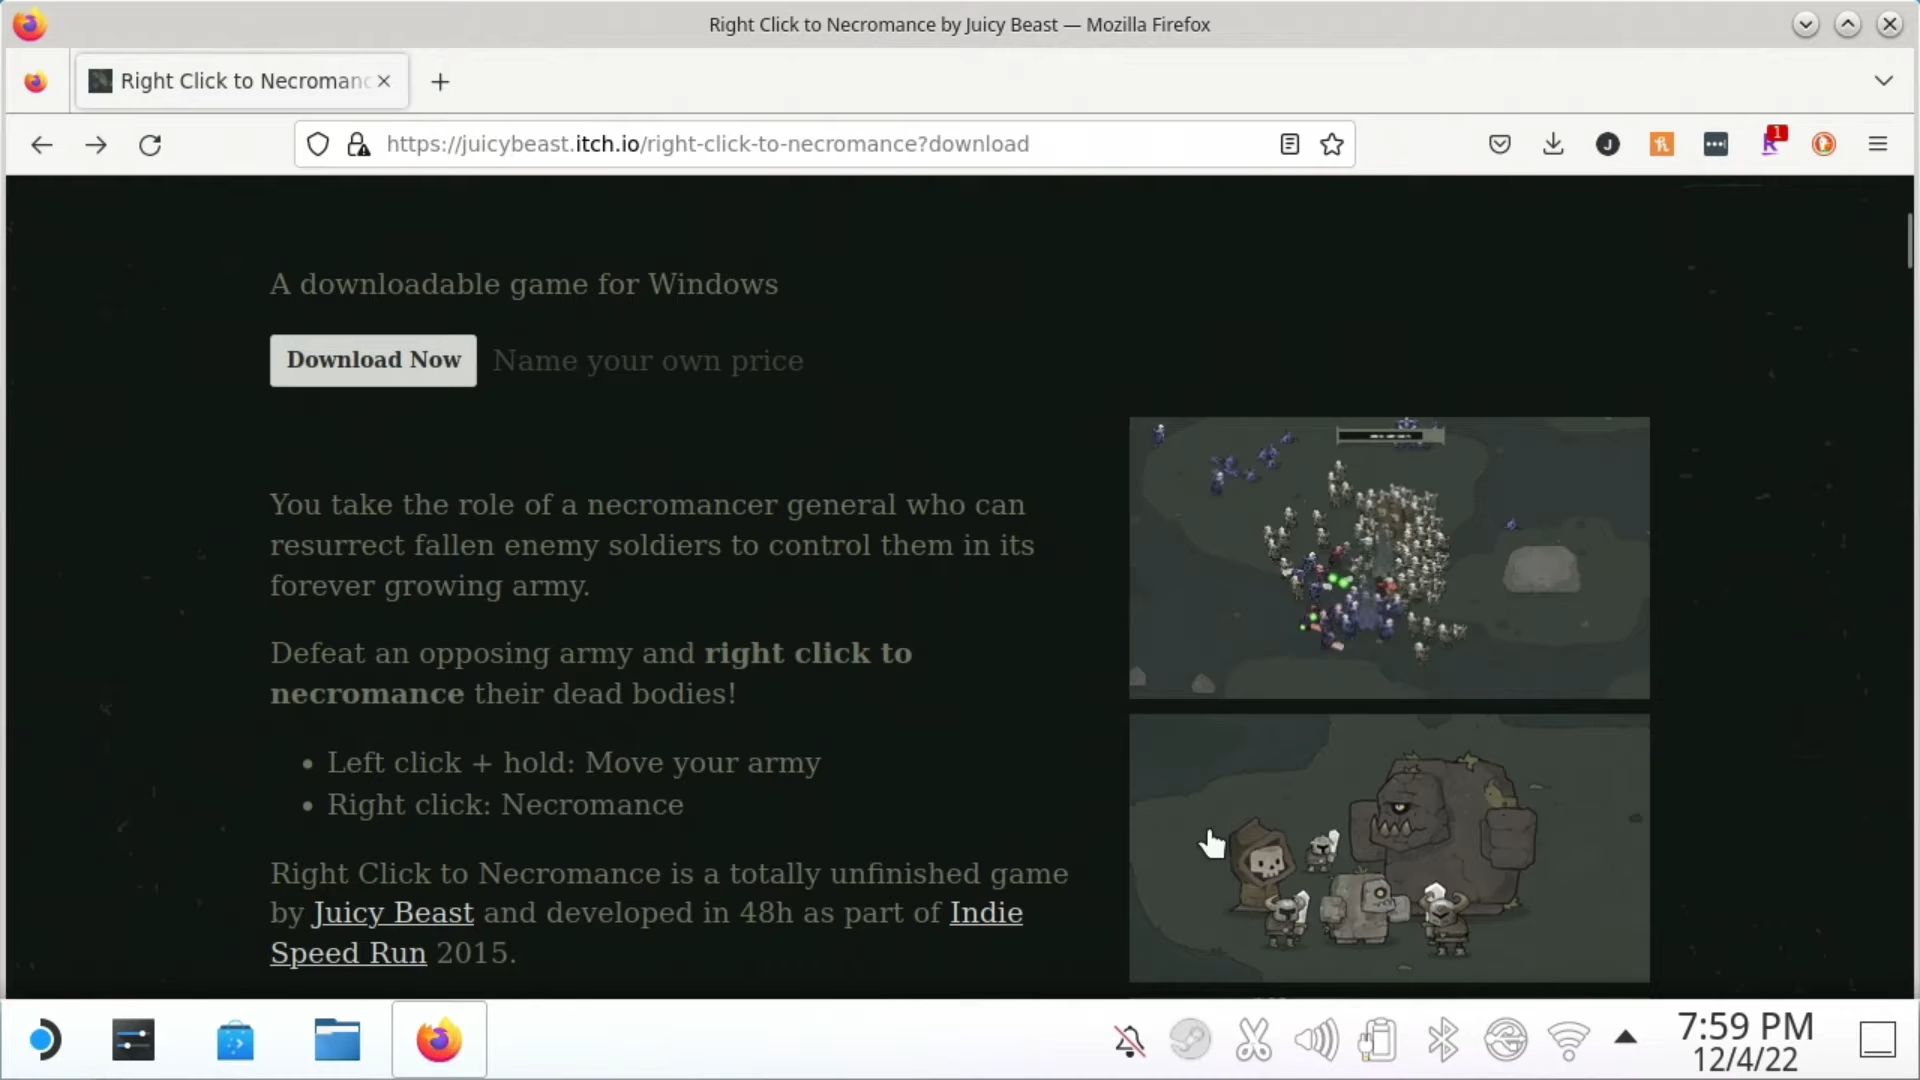 Right Click to Necromance by Juicy Beast — Mozilla Firefox
Right Click to Necromanc
https://juicybeast.itch.io/right-click-to-necromance?download
J
1
A downloadable game for Windows
Download Now Name your own price
You take the role of a necromancer general who can
resurrect fallen enemy soldiers to control them in its
forever growing army.
Defeat an opposing army and right click to
necromance their dead bodies!
• Left click + hold: Move your army
• Right click: Necromance
Right Click to Necromance is a totally unfinished game
by Juicy Beast and developed in 48h as part of Indie
Speed Run 2015.
7:59 PM
12/4/22